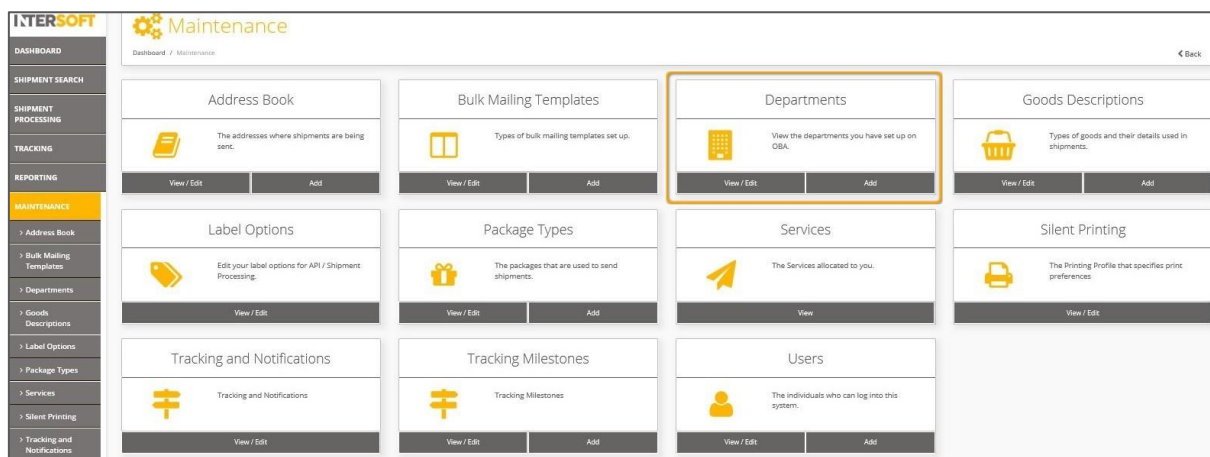 INTERSOFT
Maintenance
Dashboard / Maintenance
Back
DASHBOARD
SHIPMENT SEARCH
SHIPMENT
PROCESSING
TRACKING
REPORTING
MAINTENANCE
> Address Book
> Bulk Mailing
Templates
> Departments
> Goods
Descriptions
> Label Options
> Package Types
> Services
> Silent Printing
> Tracking and
Notifications
Address Book
The addresses where shipments are being
sent.
View / Edit
Add
Bulk Mailing Templates
Types of bulk mailing templates set up.
View / Edit
Add
Departments
View the departments you have set up on
OBA.
View / Edit
Add
Goods Descriptions
Types of goods and their details used in
shipments.
View / Edit
Add
Label Options
Edit your label options for API / Shipment
Processing.
View / Edit
Package Types
The packages that are used to send
shipments.
View / Edit
Add
Services
The Services allocated to you.
View
Silent Printing
The Printing Profile that specifies print
preferences
View / Edit
Tracking and Notifications
Tracking and Notifications
View / Edit
Tracking Milestones
Tracking Milestones
View / Edit
Add
Users
The individuals who can log into this
system.
View / Edit
Add